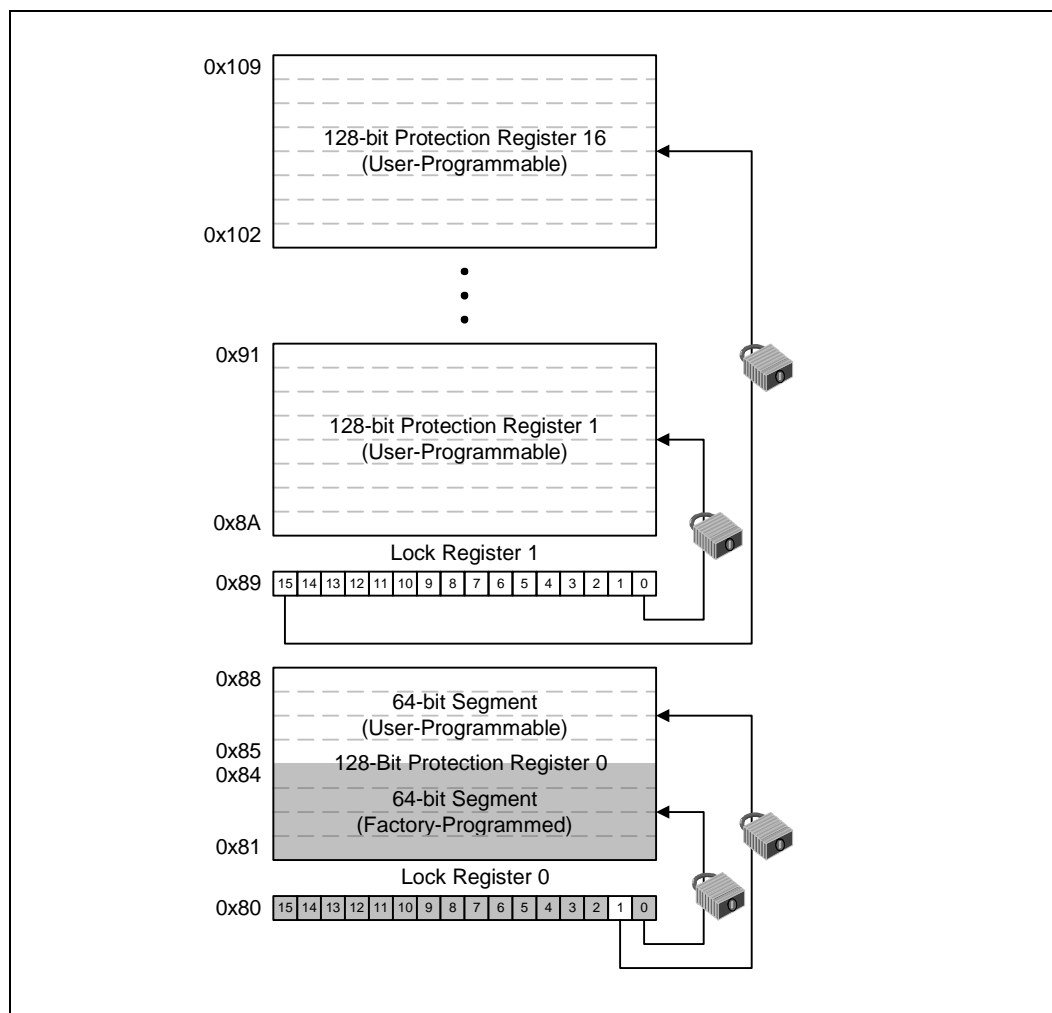 0x109
128-bit Protection Register 16
(User-Programmable)
0x102
0x91
128-bit Protection Register 1
(User-Programmable)
0x8A
Lock Register 1
0x89 15 14 13 12 11 10 9 8 7 6 5 4 3 2 1 0
0x88
64-bit Segment
(User-Programmable)
0x85
128-Bit Protection Register 0
0x84
64-bit Segment
(Factory-Programmed)
0x81
Lock Register 0
0x80 15 14 13 12 11 10 9 8 7 6 5 4 3 2 1 0